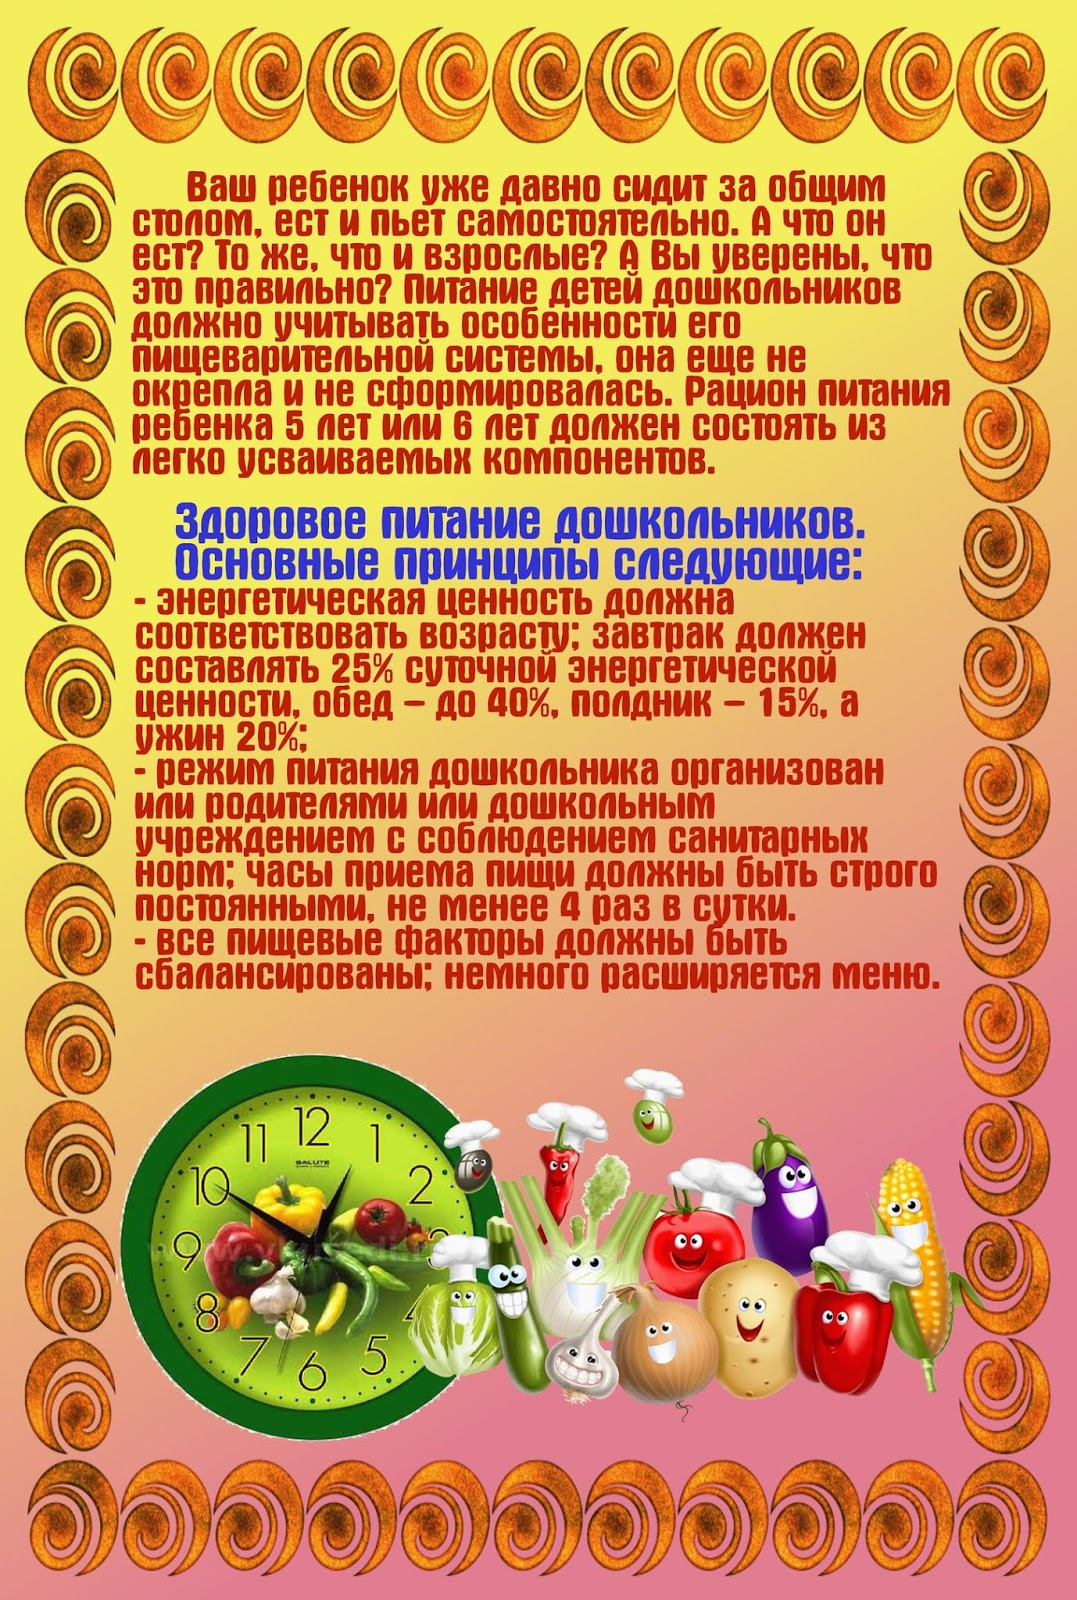 Ваш ребенок уже давно сидит за общим
столом, ест и пьет самостоятельно. А что он
ест? То же, что и взрослые? А Вы уверены, что
это правильно? Питание детей дошкольников
должно учитывать особенности его
пищеварительной системы, она еще не
окрепла и не сформировалась. Рацион питания
ребенка 5 лет или 6 лет должен состоять из
легко усваиваемых компонентов.
Здоровое питание дошкольников.
Основные принципы следующие:
- энергетическая ценность должна
соответствовать возрасту; завтрак должен
составлять 25% суточной энергетической
ценности, обед – до 40%, полдник – 15%, а
ужин 20%;
- режим питания дошкольника организован
или родителями или дошкольным
учреждением с соблюдением санитарных
норм; часы приема пищи должны быть строго
постоянными, не менее 4 раз в сутки.
- все пищевые факторы должны быть
сбалансированы; немного расширяется меню.
12
11 1
SALUTE
10 2
9
8 4
7 5
6